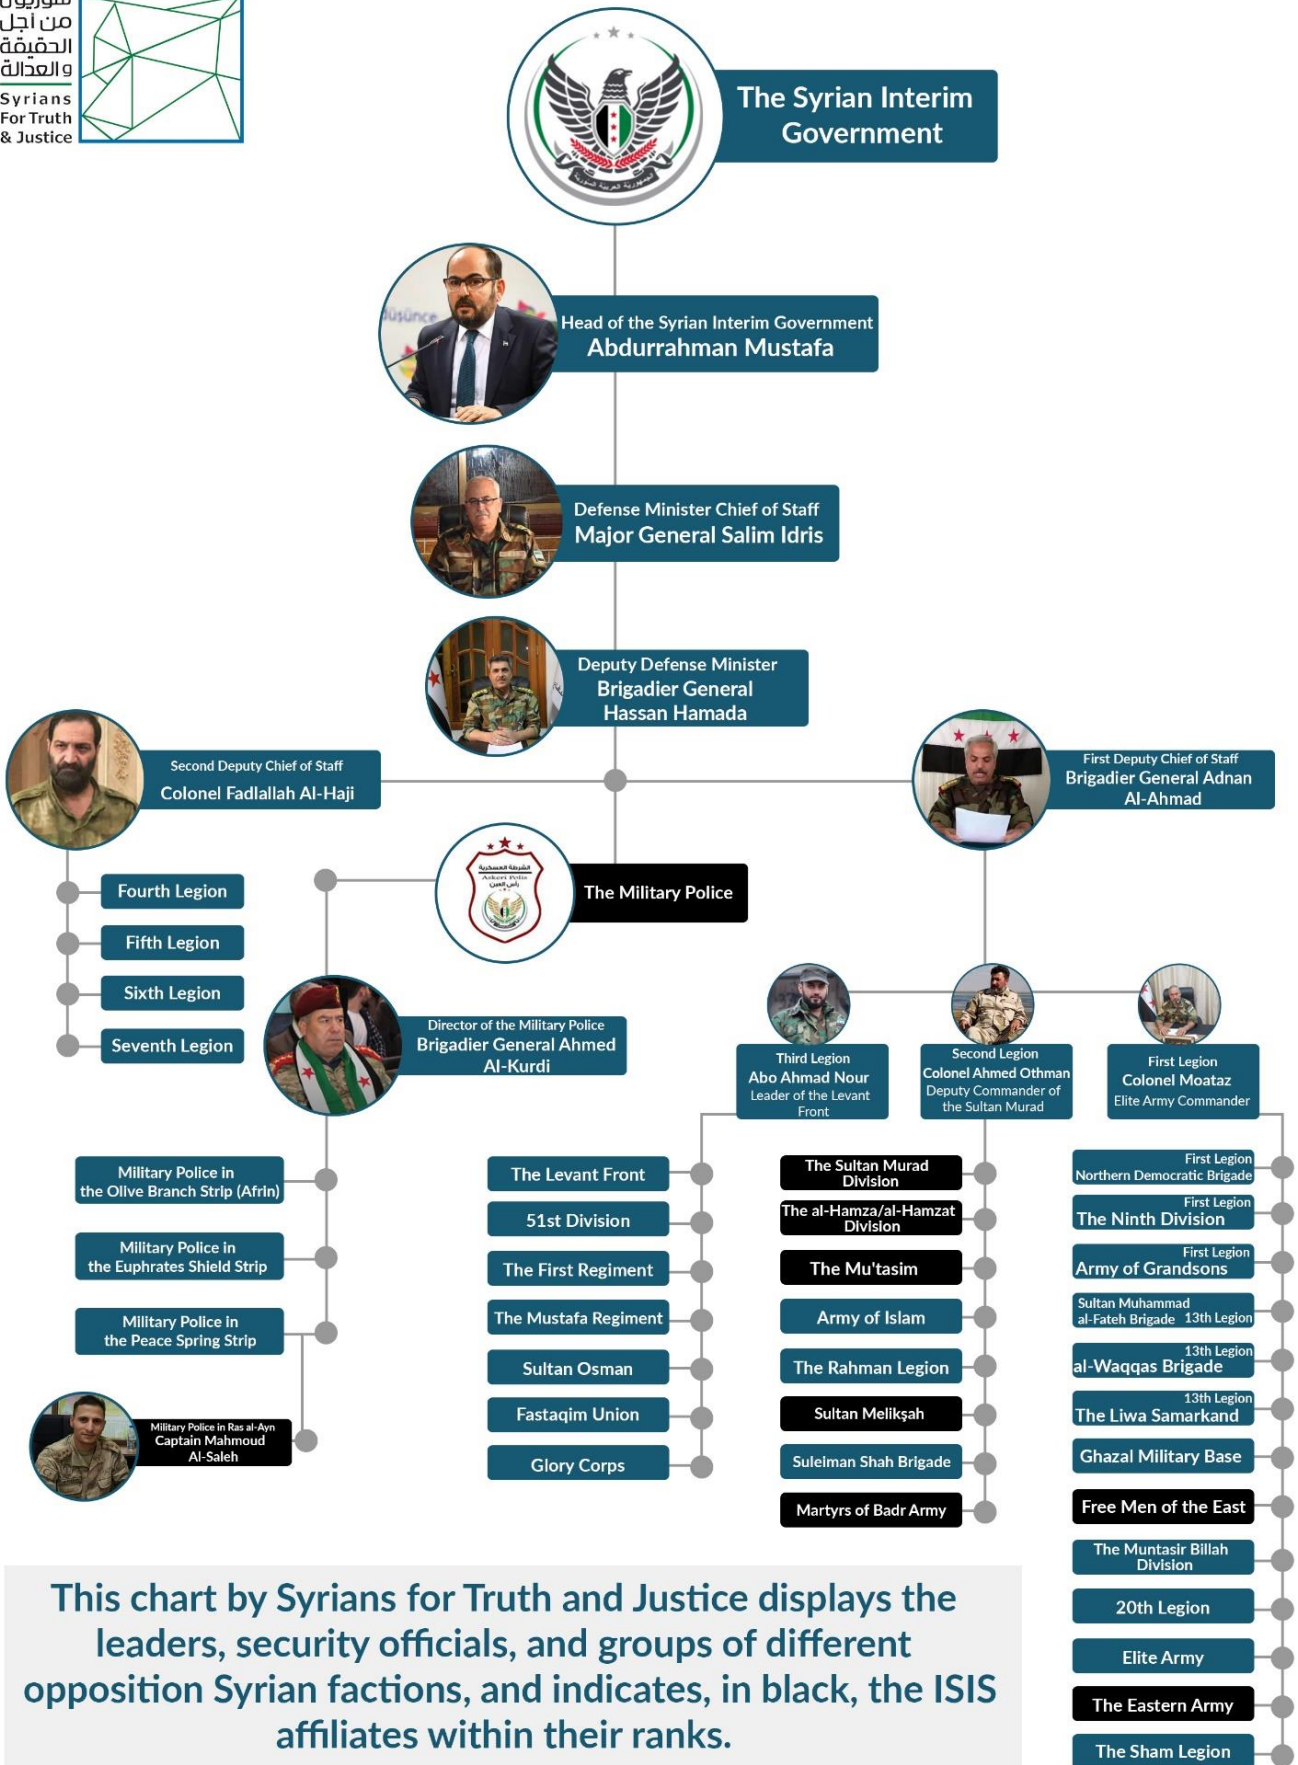 سوريون
من أجل
الحقيقة
و العدالة
Syrians
For Truth
& Justice
The Syrian Interim
Government
الجمهورية العربية السورية
düşünce
Head of the Syrian Interim Government
Abdurrahman Mustafa
Defense Minister Chief of Staff
Major General Salim Idris
Deputy Defense Minister
Brigadier General
Hassan Hamada
Second Deputy Chief of Staff
Colonel Fadlallah Al-Haji
First Deputy Chief of Staff
Brigadier General Adnan
Al-Ahmad
Fourth Legion
Fifth Legion
Sixth Legion
Seventh Legion
الشرطة العسكرية
Askeri Polis
رأس العين
The Military Police
Director of the Military Police
Brigadier General Ahmed
Al-Kurdi
Military Police in
the Olive Branch Strip (Afrin)
Military Police in
the Euphrates Shield Strip
Military Police in
the Peace Spring Strip
Military Police in Ras al-Ayn
Captain Mahmoud
Al-Saleh
Third Legion
Abo Ahmad Nour
Leader of the Levant
Front
The Levant Front
51st Division
The First Regiment
The Mustafa Regiment
Sultan Osman
Fastaqim Union
Glory Corps
Second Legion
Colonel Ahmed Othman
Deputy Commander of
the Sultan Murad
The Sultan Murad
Division
The al-Hamza/al-Hamzat
Division
The Mu'tasim
Army of Islam
The Rahman Legion
Sultan Melikşah
Suleiman Shah Brigade
Martyrs of Badr Army
First Legion
Colonel Moataz
Elite Army Commander
First Legion
Northern Democratic Brigade
First Legion
The Ninth Division
First Legion
Army of Grandsons
Sultan Muhammad
al-Fateh Brigade 13th Legion
13th Legion
al-Waqqas Brigade
13th Legion
The Liwa Samarkand
Ghazal Military Base
Free Men of the East
The Muntasir Billah
Division
20th Legion
Elite Army
The Eastern Army
The Sham Legion
This chart by Syrians for Truth and Justice displays the
leaders, security officials, and groups of different
opposition Syrian factions, and indicates, in black, the ISIS
affiliates within their ranks.